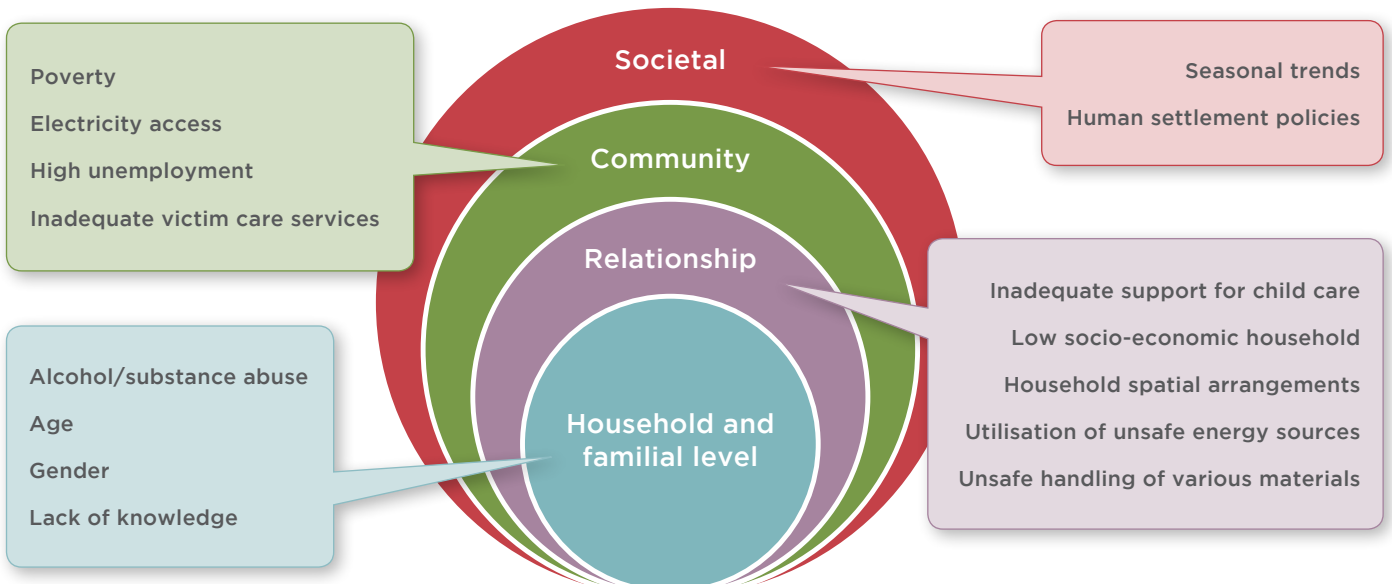 Poverty
Electricity access
High unemployment
Inadequate victim care services
Societal
Community
Relationship
Household and
familial level
Seasonal trends
Human settlement policies
Inadequate support for child care
Low socio-economic household
Household spatial arrangements
Utilisation of unsafe energy sources
Unsafe handling of various materials
Alcohol/substance abuse
Age
Gender
Lack of knowledge